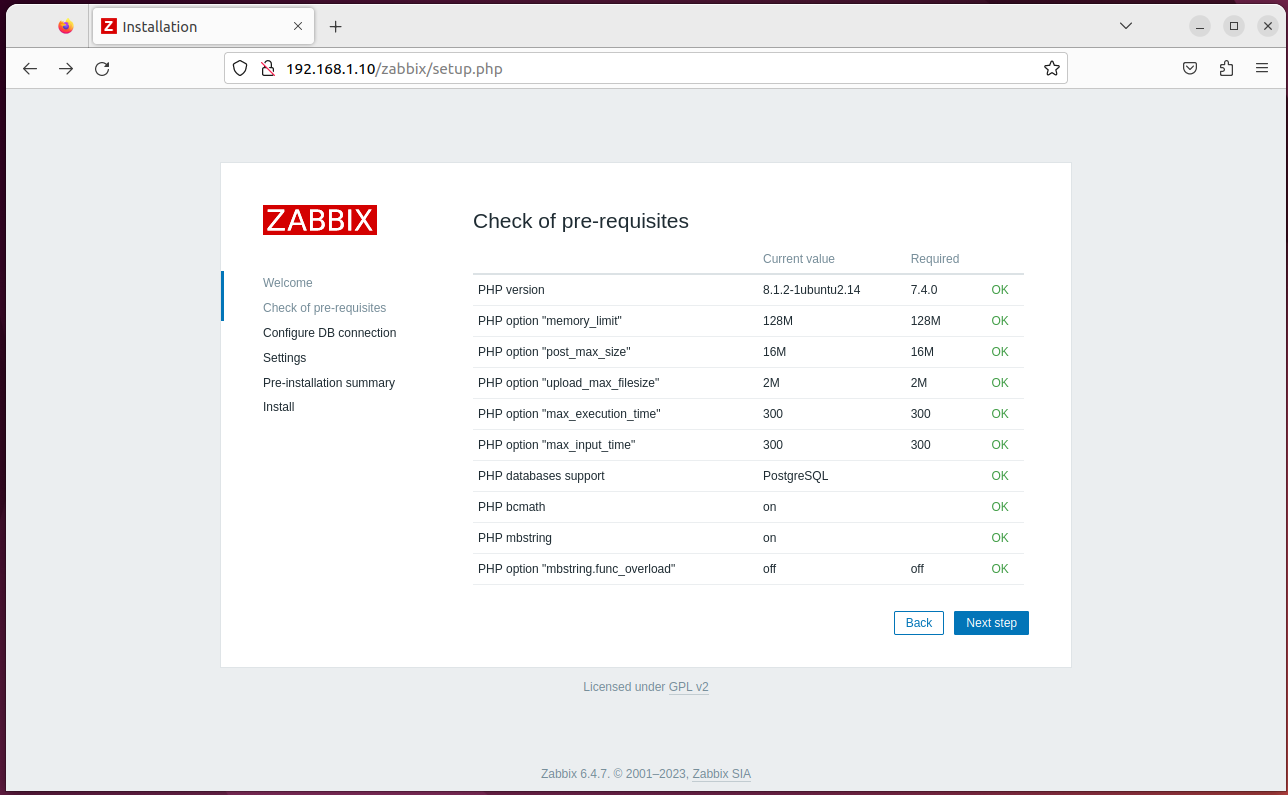 Installation
192.168.1.10/zabbix/setup.php
ZABBIX
Welcome
Check of pre-requisites
Configure DB connection
Settings
Pre-installation summary
Install
Check of pre-requisites
Current value Required
PHP version 8.1.2-1ubuntu2.14 7.4.0 OK
PHP option "memory_limit" 128M 128M OK
PHP option "post_max_size" 16M 16M OK
PHP option "upload_max_filesize" 2M 2M OK
PHP option "max_execution_time" 300 300 OK
PHP option "max_input_time" 300 300 OK
PHP databases support PostgreSQL OK
PHP bcmath on OK
PHP mbstring on OK
PHP option "mbstring.func_overload" off off OK
Back Next step
Licensed under GPL v2
Zabbix 6.4.7. © 2001–2023, Zabbix SIA